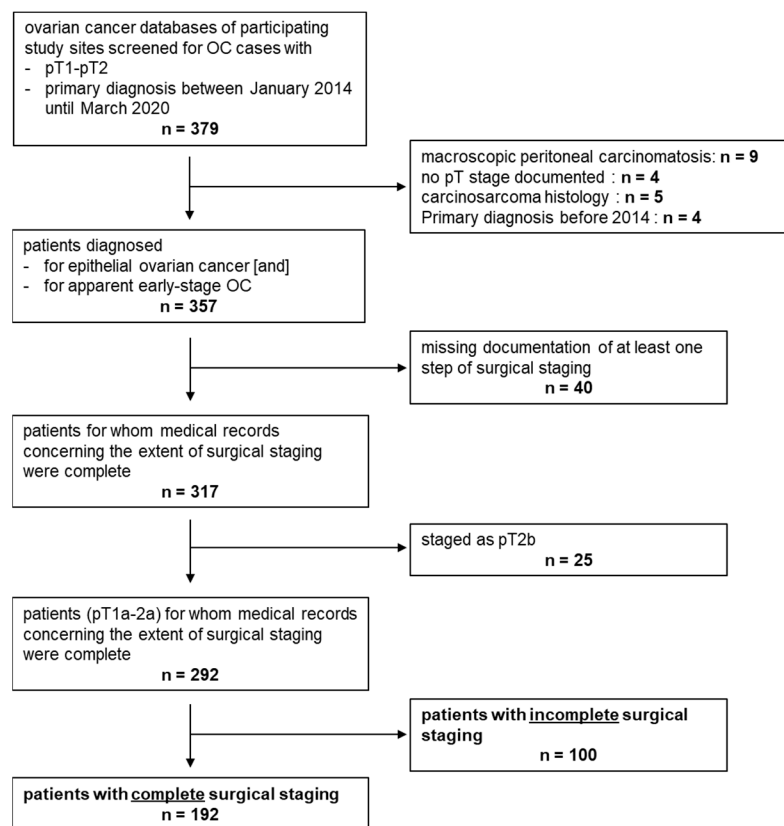 ovarian cancer databases of participating
study sites screened for OC cases with
- pT1-pT2
- primary diagnosis between January 2014
until March 2020
n = 379
macroscopic peritoneal carcinomatosis: n = 9
no pT stage documented : n = 4
carcinosarcoma histology : n = 5
Primary diagnosis before 2014 : n = 4
patients diagnosed
- for epithelial ovarian cancer [and]
- for apparent early-stage OC
n = 357
missing documentation of at least one
step of surgical staging
n = 40
patients for whom medical records
concerning the extent of surgical staging
were complete
n = 317
staged as pT2b
n = 25
patients (pT1a-2a) for whom medical records
concerning the extent of surgical staging
were complete
n = 292
patients with incomplete surgical
staging
n = 100
patients with complete surgical staging
n = 192